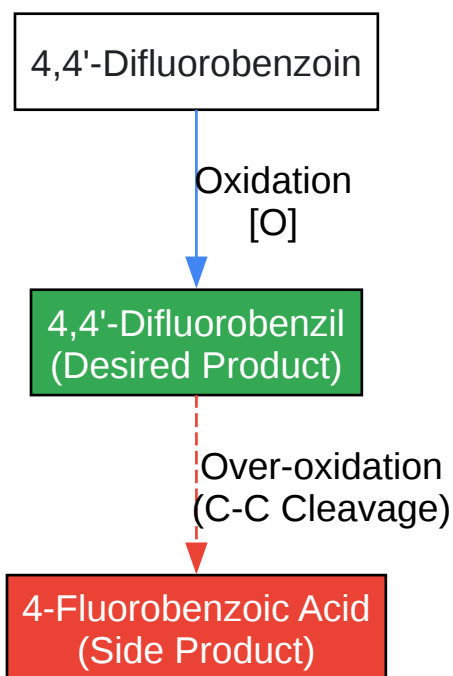 4,4'-Difluorobenzoin
Oxidation
[O]
4,4'-Difluorobenzil
(Desired Product)
Over-oxidation
(C-C Cleavage)
4-Fluorobenzoic Acid
(Side Product)